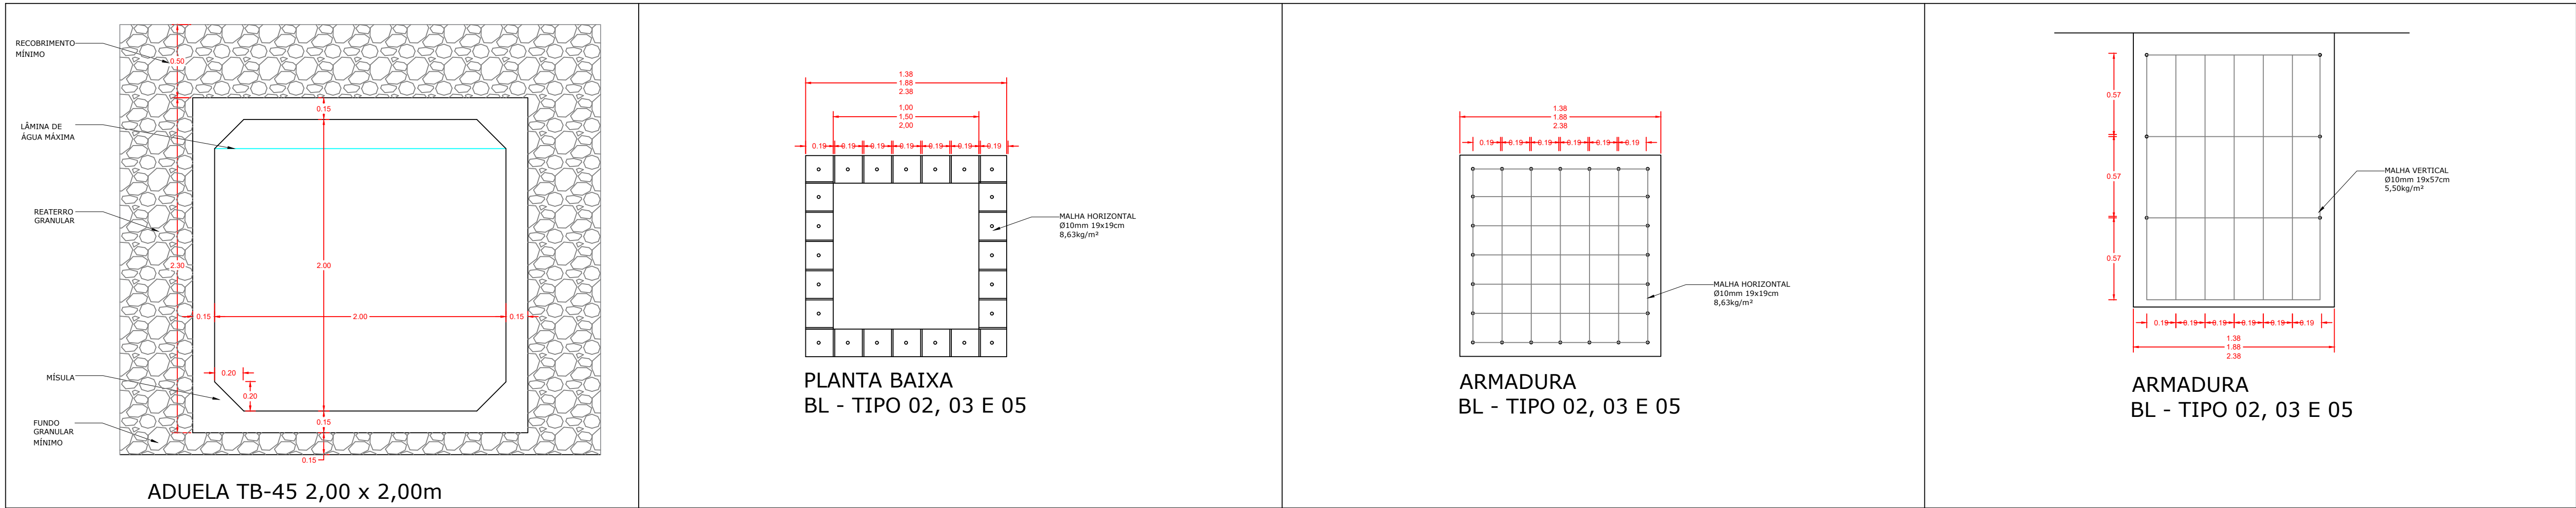 RECOBRIMENTO
MÍNIMO
0.50
0.15
LÂMINA DE
ÁGUA MÁXIMA
REATERRO
GRANULAR
2.30
2.00
0.15
2.00
0.15
MÍSULA
0.20
0.20
FUNDO
GRANULAR
MÍNIMO
0.15
0.15
ADUELA TB-45 2,00 x 2,00m
1.38
1.88
2.38
1,00
1,50
2,00
0.19 0.19 0.19 0.19 0.19 0.19 0.19
MALHA HORIZONTAL
Ø10mm 19x19cm
8,63kg/m²
PLANTA BAIXA
BL - TIPO 02, 03 E 05
1.38
1.88
2.38
0.19 0.19 0.19 0.19 0.19 0.19
MALHA HORIZONTAL
Ø10mm 19x19cm
8,63kg/m²
ARMADURA
BL - TIPO 02, 03 E 05
0.57
0.57
0.57
MALHA VERTICAL
Ø10mm 19x57cm
5,50kg/m²
0.19 0.19 0.19 0.19 0.19 0.19
1.38
1.88
2.38
ARMADURA
BL - TIPO 02, 03 E 05